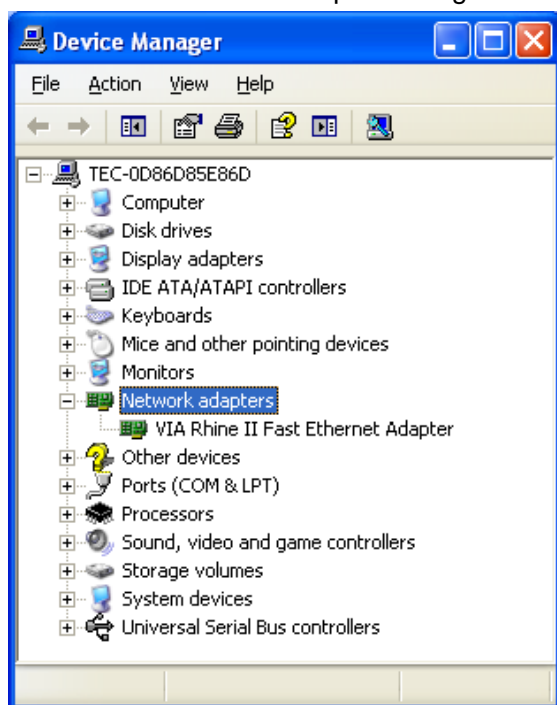 Device Manager
File Action View Help
TEC-0D86D85E86D
Computer
Disk drives
Display adapters
IDE ATA/ATAPI controllers
Keyboards
Mice and other pointing devices
Monitors
Network adapters
VIA Rhine II Fast Ethernet Adapter
Other devices
Ports (COM & LPT)
Processors
Sound, video and game controllers
Storage volumes
System devices
Universal Serial Bus controllers